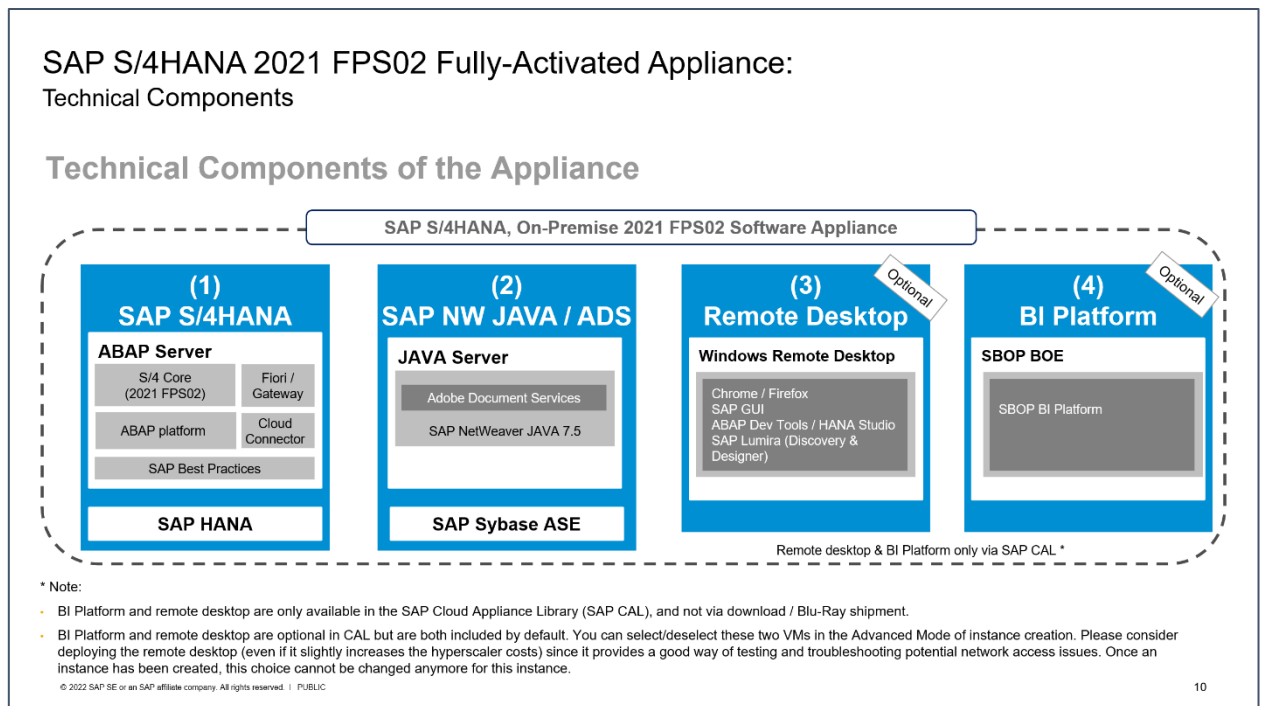 SAP S/4HANA 2021 FPS02 Fully-Activated Appliance:
Technical Components
Technical Components of the Appliance
SAP S/4HANA, On-Premise 2021 FPS02 Software Appliance
(1)
SAP S/4HANA
ABAP Server
S/4 Core
(2021 FPS02)
Fiori /
Gateway
ABAP platform
Cloud
Connector
SAP Best Practices
SAP HANA
(2)
SAP NW JAVA / ADS
JAVA Server
Adobe Document Services
SAP NetWeaver JAVA 7.5
SAP Sybase ASE
(3)
Remote Desktop
Optional
Windows Remote Desktop
Chrome / Firefox
SAP GUI
ABAP Dev Tools / HANA Studio
SAP Lumira (Discovery &
Designer)
(4)
BI Platform
Optional
SBOP BOE
SBOP BI Platform
Remote desktop & BI Platform only via SAP CAL *
* Note:
• BI Platform and remote desktop are only available in the SAP Cloud Appliance Library (SAP CAL), and not via download / Blu-Ray shipment.
• BI Platform and remote desktop are optional in CAL but are both included by default. You can select/deselect these two VMs in the Advanced Mode of instance creation. Please consider
deploying the remote desktop (even if it slightly increases the hyperscaler costs) since it provides a good way of testing and troubleshooting potential network access issues. Once an
instance has been created, this choice cannot be changed anymore for this instance.
© 2022 SAP SE or an SAP affiliate company. All rights reserved. | PUBLIC
10